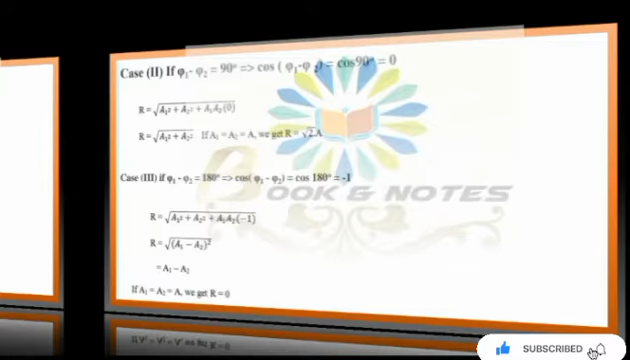 Case (II) If φ₁- φ₂ = 90° => cos ( φ₁-φ ₂) = cos90° = 0
R = √A₁² + A₂² + A₁A₂(0)
R = √A₁² + A₂² If A₁ = A₂ = A, we get R = √2.A
Case (III) if φ₁ - φ₂ = 180° => cos( φ₁ - φ₂) = cos 180° = -1
BOOK & NOTES
R = √A₁² + A₂² + A₁A₂(-1)
R = √(A₁ − A₂)²
= A₁ − A₂
If A₁ = A₂ = A, we get R = 0
SUBSCRIBED